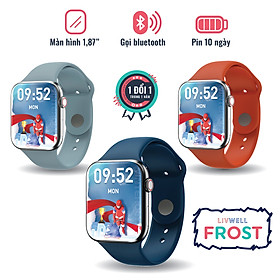 Màn hình 1,87”
Gọi bluetooth
Pin 10 ngày
09:52
MON
1 ĐỔI 1
09:52
MON
09:52
MON
LIVWELL
FROST